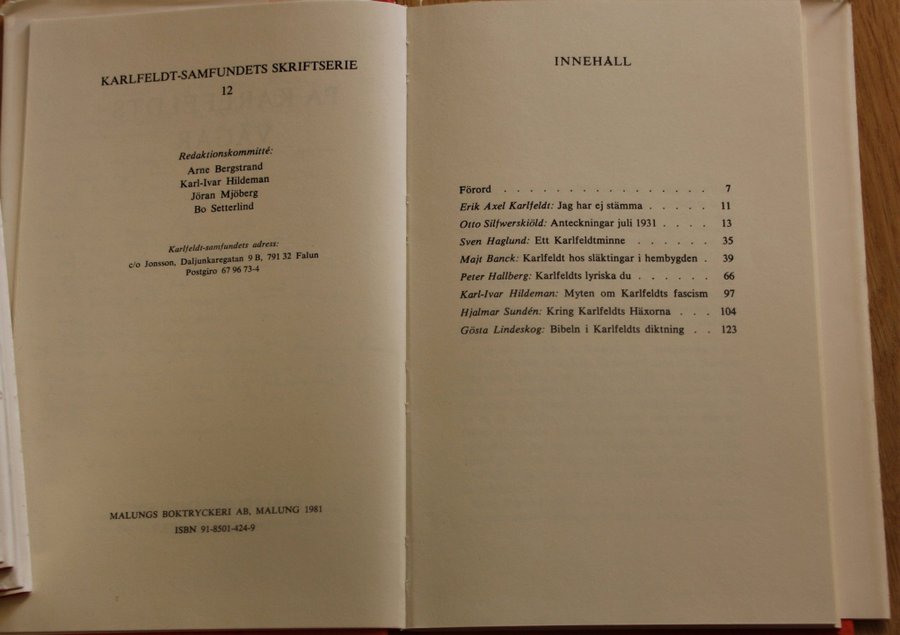 KARLFELDT-SAMFUNDETS SKRIFTSERIE
12
Redaktionskommitté:
Arne Bergstrand
Karl-Ivar Hildeman
Jöran Mjöberg
Bo Setterlind
Karlfeldt-samfundets adress:
c/o Jonsson, Daljunkaregatan 9 B, 791 32 Falun
Postgiro 67 96 73-4
MALUNGS BOKTRYCKERI AB, MALUNG 1981
ISBN 91-8501-424-9
INNEHÅLL
Förord . . . . . . . . . . . . . . . . 7
Erik Axel Karlfeldt: Jag har ej stämma . . . . . 11
Otto Silfwerskiöld: Anteckningar juli 1931 . . . . 13
Sven Haglund: Ett Karlfeldtminne . . . . . . 35
Majt Banck: Karlfeldt hos släktingar i hembygden . 39
Peter Hallberg: Karlfeldts lyriska du . . . . . . 66
Karl-Ivar Hildeman: Myten om Karlfeldts fascism 97
Hjalmar Sundén: Kring Karlfeldts Häxorna . . . 104
Gösta Lindeskog: Bibeln i Karlfeldts diktning . . 123